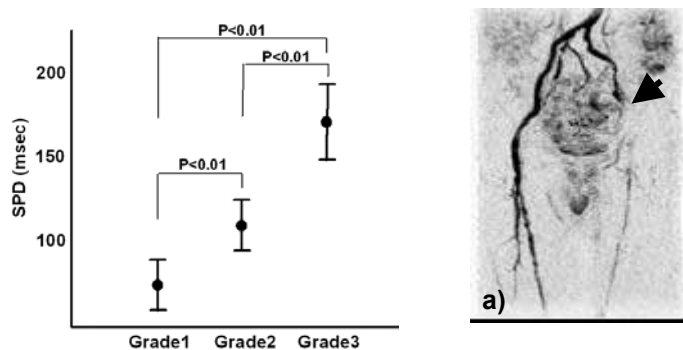 P<0.01
P<0.01
P<0.01
200
150
100
SPD (msec)
Grade1 Grade2 Grade3
a)